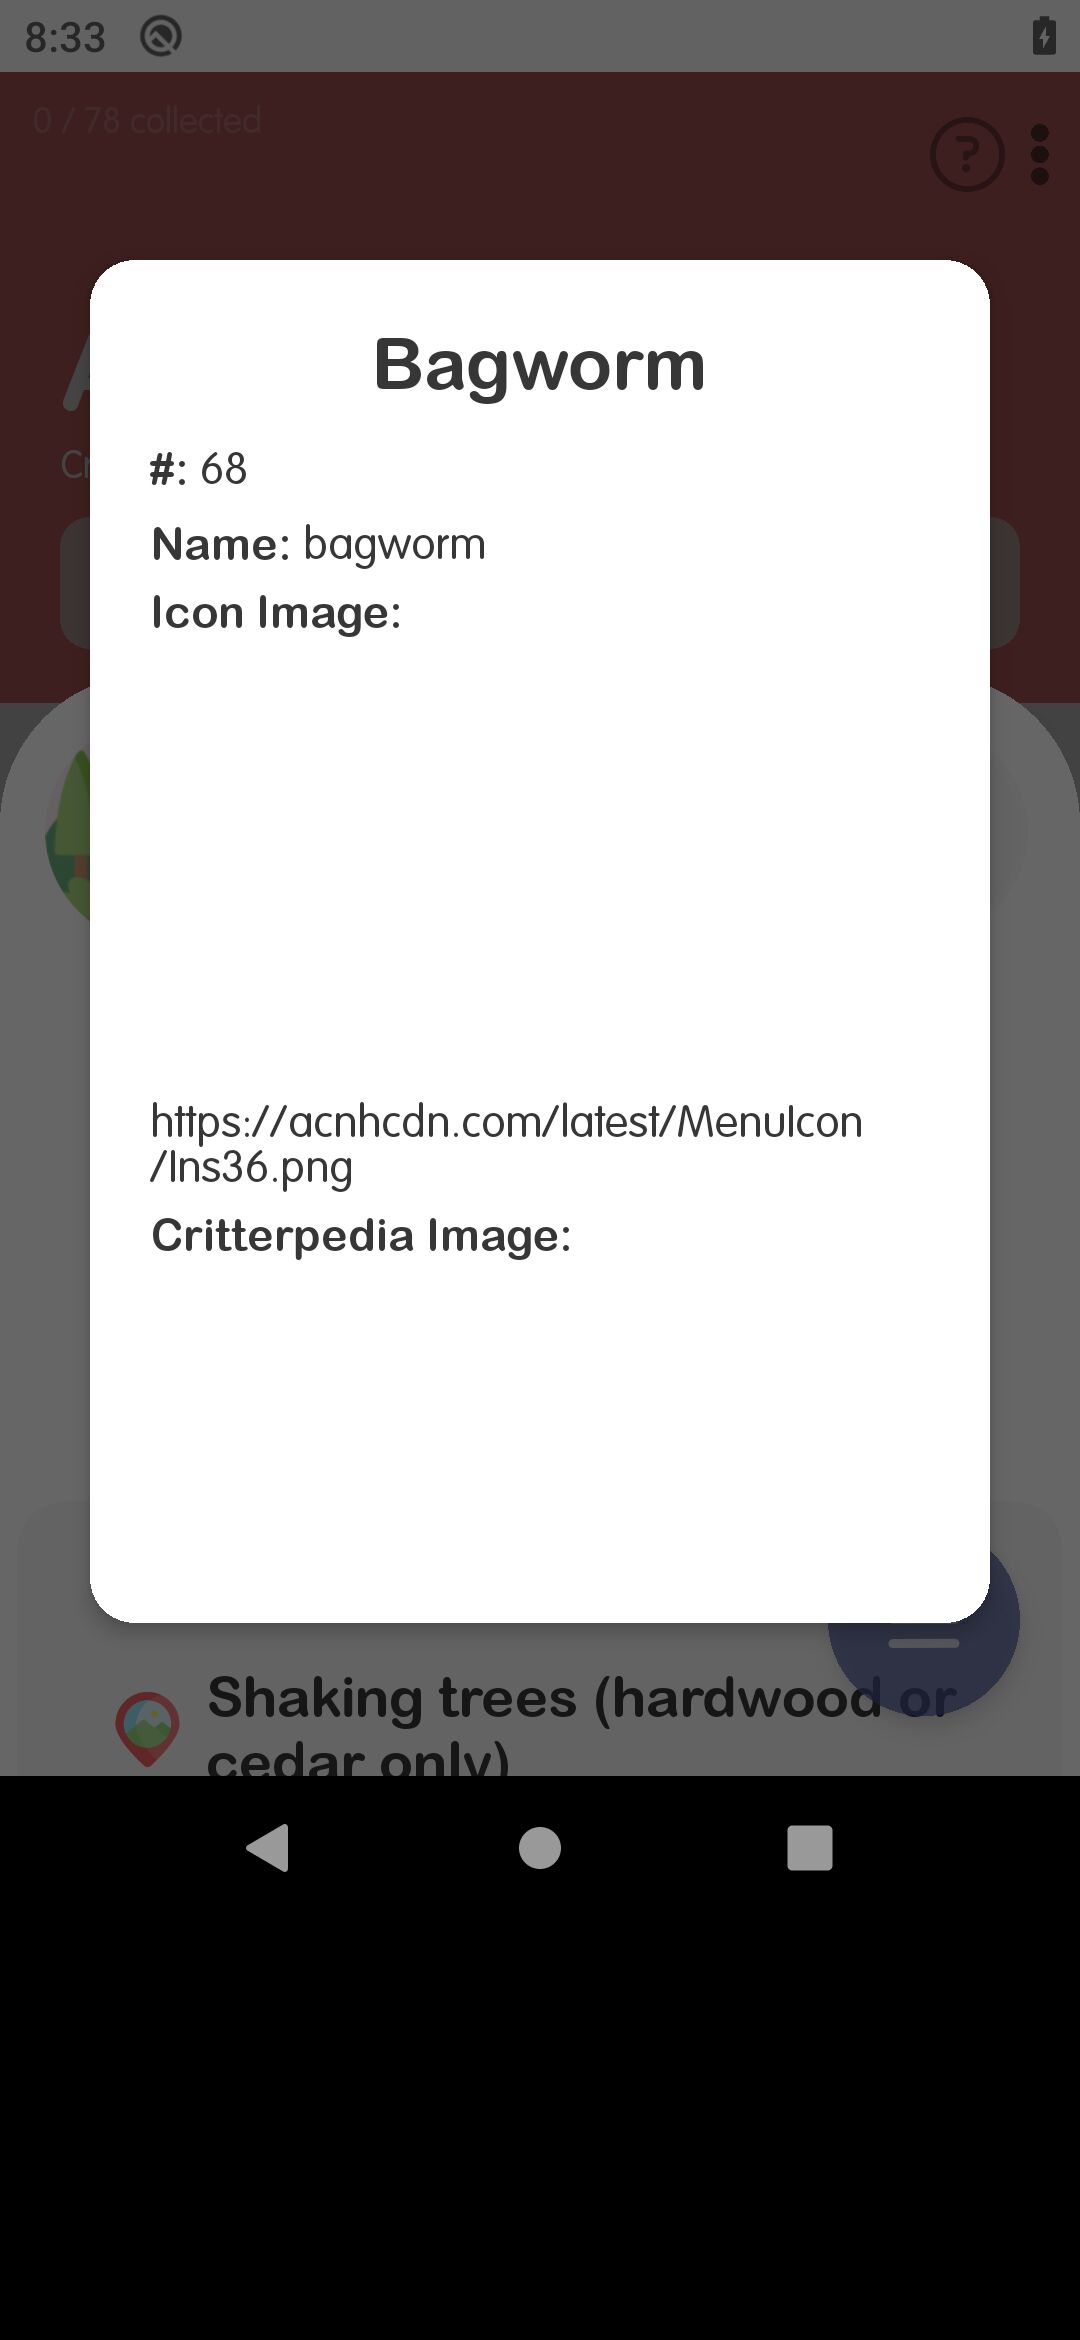 8:33
0 / 78 collected
?
Bagworm
#: 68
Name: bagworm
Icon Image:
https://acnhcdn.com/latest/MenuIcon
/Ins36.png
Critterpedia Image:
Shaking trees (hardwood or
cedar only)